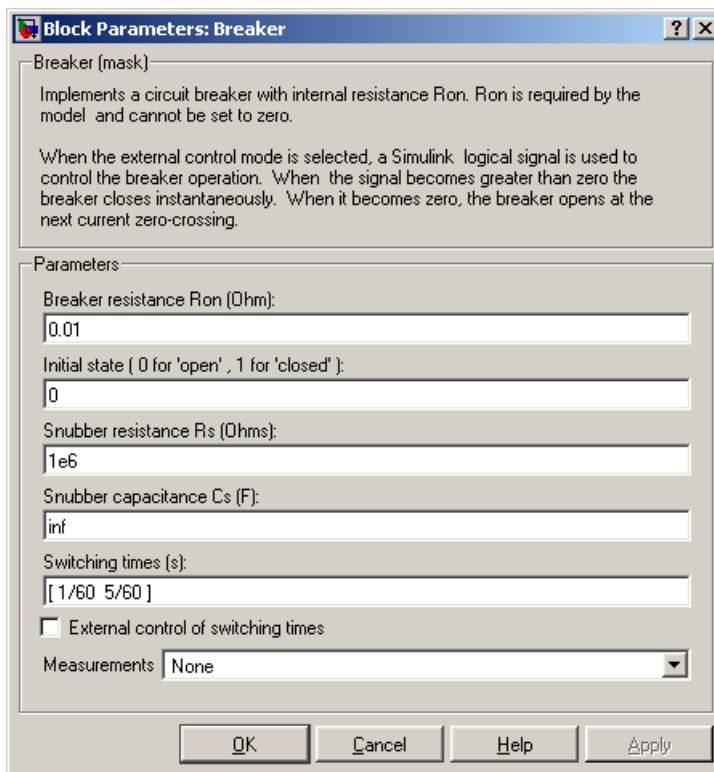 Block Parameters: Breaker
Breaker (mask)
Implements a circuit breaker with internal resistance Ron. Ron is required by the
model  and cannot be set to zero.
When the external control mode is selected, a Simulink  logical signal is used to
control the breaker operation.  When  the signal becomes greater than zero the
breaker closes instantaneously.  When it becomes zero, the breaker opens at the
next current zero-crossing.
Parameters
Breaker resistance Ron (Ohm):
0.01
Initial state ( 0 for 'open' , 1 for 'closed' ):
0
Snubber resistance Rs (Ohms):
1e6
Snubber capacitance Cs (F):
inf
Switching times (s):
[ 1/60  5/60 ]
External control of switching times
Measurements None
OK Cancel Help Apply